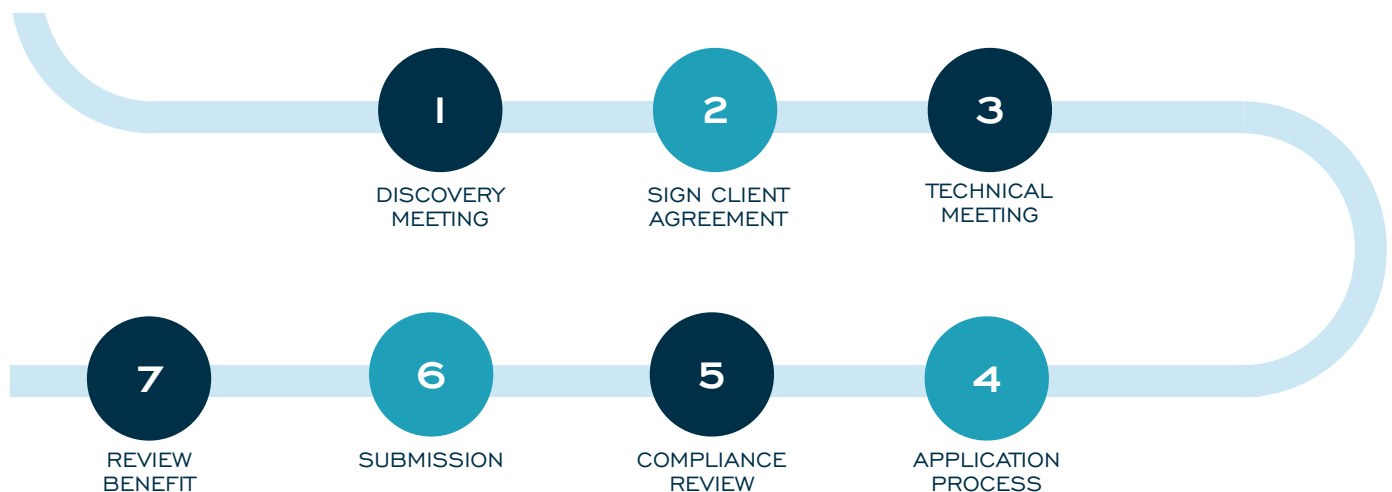 1
DISCOVERY
MEETING
2
SIGN CLIENT
AGREEMENT
3
TECHNICAL
MEETING
4
APPLICATION
PROCESS
5
COMPLIANCE
REVIEW
6
SUBMISSION
7
REVIEW
BENEFIT